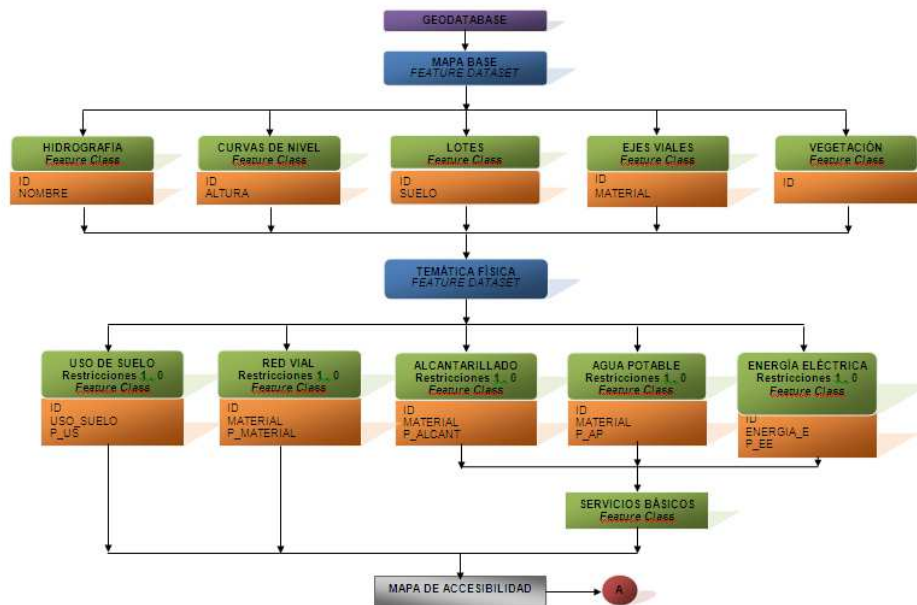 GEODATABASE
MAPA BASE
FEATURE DATASET
HIDROGRAFÍA
Feature Class
ID
NOMBRE
CURVAS DE NIVEL
Feature Class
ID
ALTURA
LOTES
Feature Class
ID
SUELO
EJES VIALES
Feature Class
ID
MATERIAL
VEGETACIÓN
Feature Class
ID
TEMÁTICA FÍSICA
FEATURE DATASET
USO DE SUELO
Restricciones 1., 0
Feature Class
ID
USO_SUELO
P_US
RED VIAL
Restricciones 1., 0
Feature Class
ID
MATERIAL
P_MATERIAL
ALCANTARILLADO
Restricciones 1., 0
Feature Class
ID
MATERIAL
P_ALCANT
AGUA POTABLE
Restricciones 1., 0
Feature Class
ID
MATERIAL
P_AP
ENERGÍA ELÉCTRICA
Restricciones 1., 0
Feature Class
ID
ENERGIA_E
P_EE
SERVICIOS BÁSICOS
Feature Class
MAPA DE ACCESIBILIDAD
A